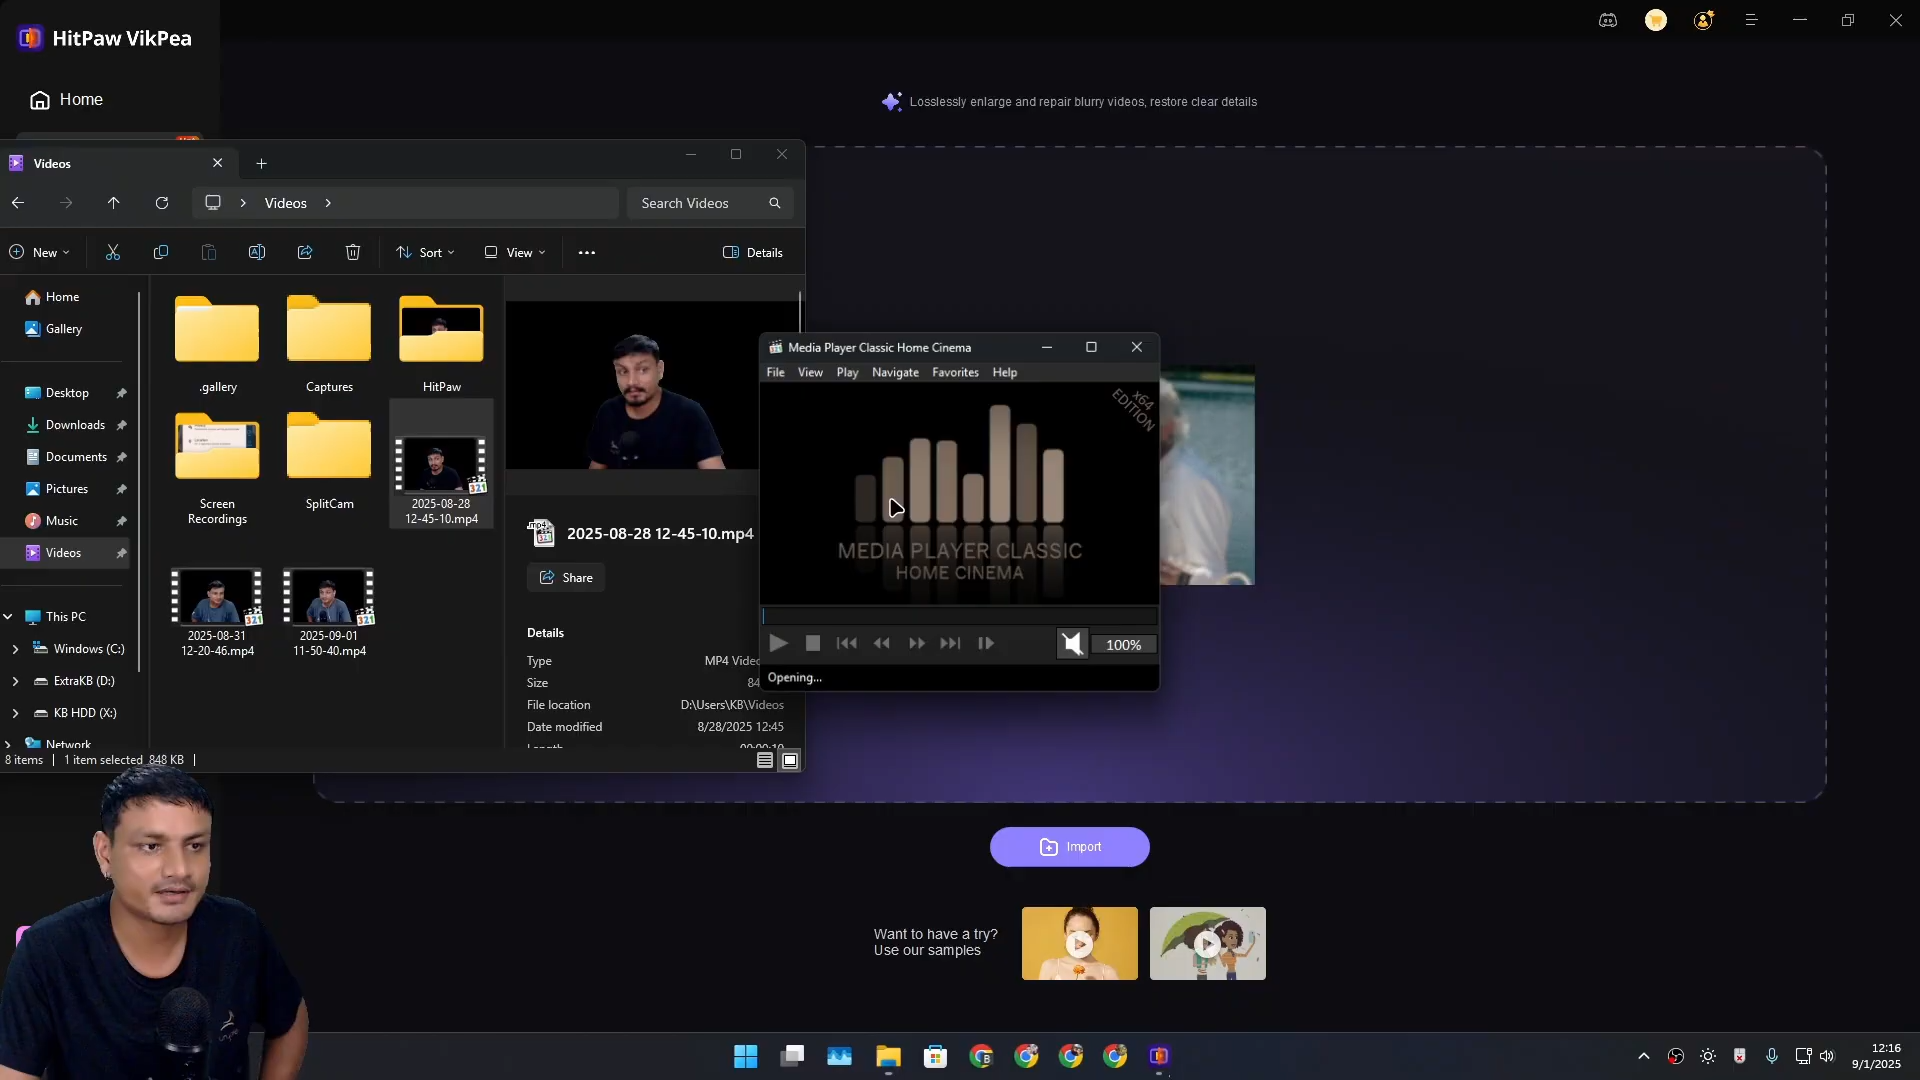 HitPaw VikPea
Home
Losslessly enlarge and repair blurry videos, restore clear details
Videos
Videos
Search Videos
New
Sort
View
Details
Home
Gallery
Desktop
Downloads
Documents
Pictures
Music
Videos
This PC
Windows (C:)
ExtraKB (D:)
KB HDD (X:)
Network
.gallery
Captures
HitPaw
Screen
Recordings
SplitCam
2025-08-28
12-45-10.mp4
2025-08-31
12-20-46.mp4
2025-09-01
11-50-40.mp4
2025-08-28 12-45-10.mp4
Share
Details
Type
MP4 Vide
Size
84
File location
D:\Users\KB\Videos
Date modified
8/28/2025 12:45
Length
8 items
1 item selected 848 KB
Media Player Classic Home Cinema
File
View
Play
Navigate
Favorites
Help
x64
EDITION
MEDIA PLAYER CLASSIC
HOME CINEMA
100%
Opening...
Import
Want to have a try?
Use our samples
12:16
9/1/2025